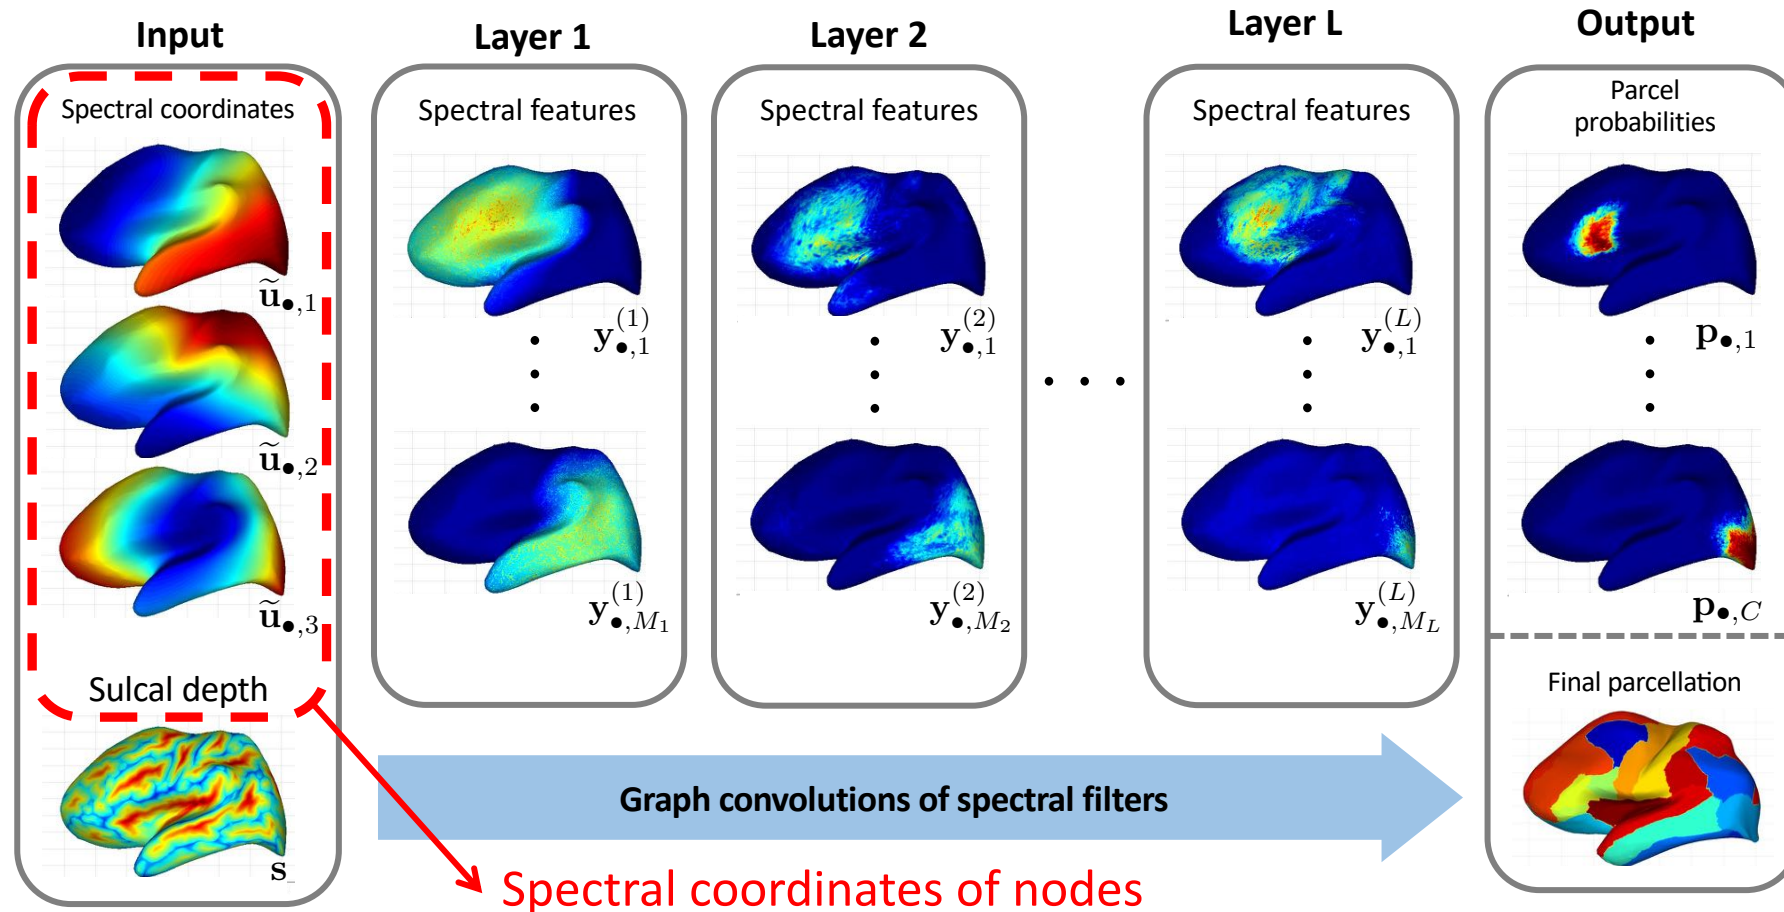 Input
Layer 1
Layer 2
Layer L
Output
Spectral coordinates
Spectral features
Spectral features
Spectral features
Parcel
probabilities
ũ•,1
ũ•,2
ũ•,3
y•,1^(1)
y•,1^(2)
y•,1^(L)
p•,1
. . .
y•,M₁^(1)
y•,M₂^(2)
y•,M_L^(L)
p•,C
Sulcal depth
s
Final parcellation
Graph convolutions of spectral filters
Spectral coordinates of nodes